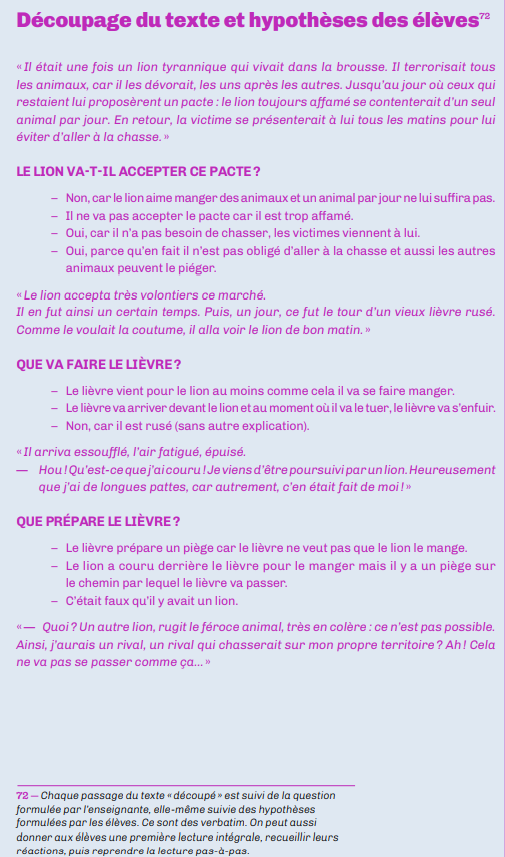 Découpage du texte et hypothèses des élèves72
« Il était une fois un lion tyrannique qui vivait dans la brousse. Il terrorisait tous
les animaux, car il les dévorait, les uns après les autres. Jusqu'au jour où ceux qui
restaient lui proposèrent un pacte : le lion toujours affamé se contenterait d'un seul
animal par jour. En retour, la victime se présenterait à lui tous les matins pour lui
éviter d'aller à la chasse. »
LE LION VA-T-IL ACCEPTER CE PACTE ?
– Non, car le lion aime manger des animaux et un animal par jour ne lui suffira pas.
– Il ne va pas accepter le pacte car il est trop affamé.
– Oui, car il n'a pas besoin de chasser, les victimes viennent à lui.
– Oui, parce qu'en fait il n'est pas obligé d'aller à la chasse et aussi les autres
animaux peuvent le piéger.
« Le lion accepta très volontiers ce marché.
Il en fut ainsi un certain temps. Puis, un jour, ce fut le tour d'un vieux lièvre rusé.
Comme le voulait la coutume, il alla voir le lion de bon matin. »
QUE VA FAIRE LE LIÈVRE ?
– Le lièvre vient pour le lion au moins comme cela il va se faire manger.
– Le lièvre va arriver devant le lion et au moment où il va le tuer, le lièvre va s'enfuir.
– Non, car il est rusé (sans autre explication).
« Il arriva essoufflé, l'air fatigué, épuisé.
— Hou ! Qu'est-ce que j'ai couru ! Je viens d'être poursuivi par un lion. Heureusement
que j'ai de longues pattes, car autrement, c'en était fait de moi ! »
QUE PRÉPARE LE LIÈVRE ?
– Le lièvre prépare un piège car le lièvre ne veut pas que le lion le mange.
– Le lion a couru derrière le lièvre pour le manger mais il y a un piège sur
le chemin par lequel le lièvre va passer.
– C'était faux qu'il y avait un lion.
« — Quoi ? Un autre lion, rugit le féroce animal, très en colère : ce n'est pas possible.
Ainsi, j'aurais un rival, un rival qui chasserait sur mon propre territoire ? Ah ! Cela
ne va pas se passer comme ça... »
72 — Chaque passage du texte « découpé » est suivi de la question
formulée par l'enseignante, elle-même suivie des hypothèses
formulées par les élèves. Ce sont des verbatim. On peut aussi
donner aux élèves une première lecture intégrale, recueillir leurs
réactions, puis reprendre la lecture pas-à-pas.